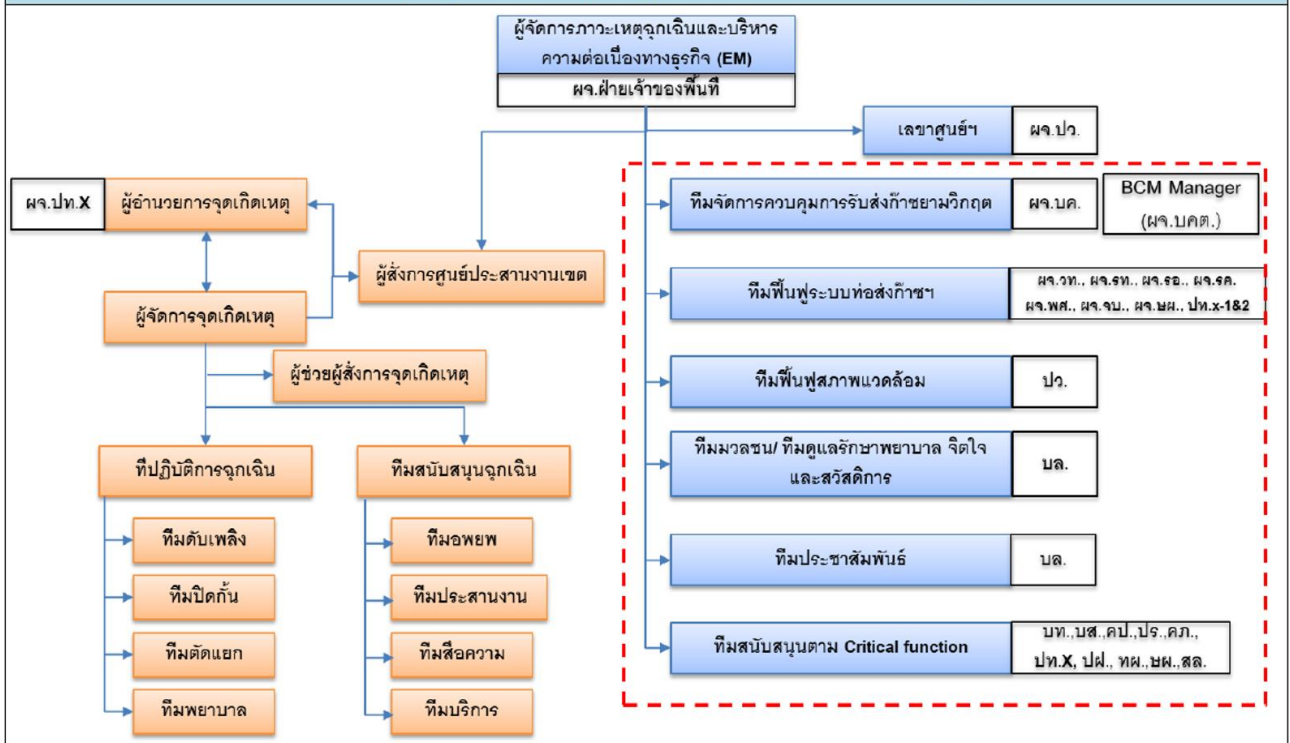 ผู้จัดการภาวะเหตุฉุกเฉินและบริหาร
ความต่อเนื่องทางธุรกิจ (EM)
ผจ.ฝ่ายเจ้าของพื้นที่
เลขาศูนย์ฯ
ผจ.ปว.
ผจ.ปท.X
ผู้อำนวยการจุดเกิดเหตุ
ผู้สั่งการศูนย์ประสานงานเขต
ผู้จัดการจุดเกิดเหตุ
ผู้ช่วยผู้สั่งการจุดเกิดเหตุ
ทีปฏิบัติการฉุกเฉิน
ทีมดับเพลิง
ทีมปิดกั้น
ทีมตัดแยก
ทีมพยาบาล
ทีมสนับสนุนฉุกเฉิน
ทีมอพยพ
ทีมประสานงาน
ทีมสื่อความ
ทีมบริการ
ทีมจัดการควบคุมการรับส่งก๊าซยามวิกฤต
ผจ.บค.
BCM Manager
(ผจ.บคต.)
ทีมฟื้นฟูระบบท่อส่งก๊าซฯ
ผจ.วท., ผจ.รท., ผจ.รอ., ผจ.รค.
ผจ.พศ., ผจ.จบ., ผจ.ษผ., ปท.x-1&2
ทีมฟื้นฟูสภาพแวดล้อม
ปว.
ทีมมวลชน/ ทีมดูแลรักษาพยาบาล จิตใจ
และสวัสดิการ
บล.
ทีมประชาสัมพันธ์
บล.
ทีมสนับสนุนตาม Critical function
บท.,บส.,คป.,ปร.,คภ.,
ปท.X, ปฝ., ทผ.,ษผ.,สล.